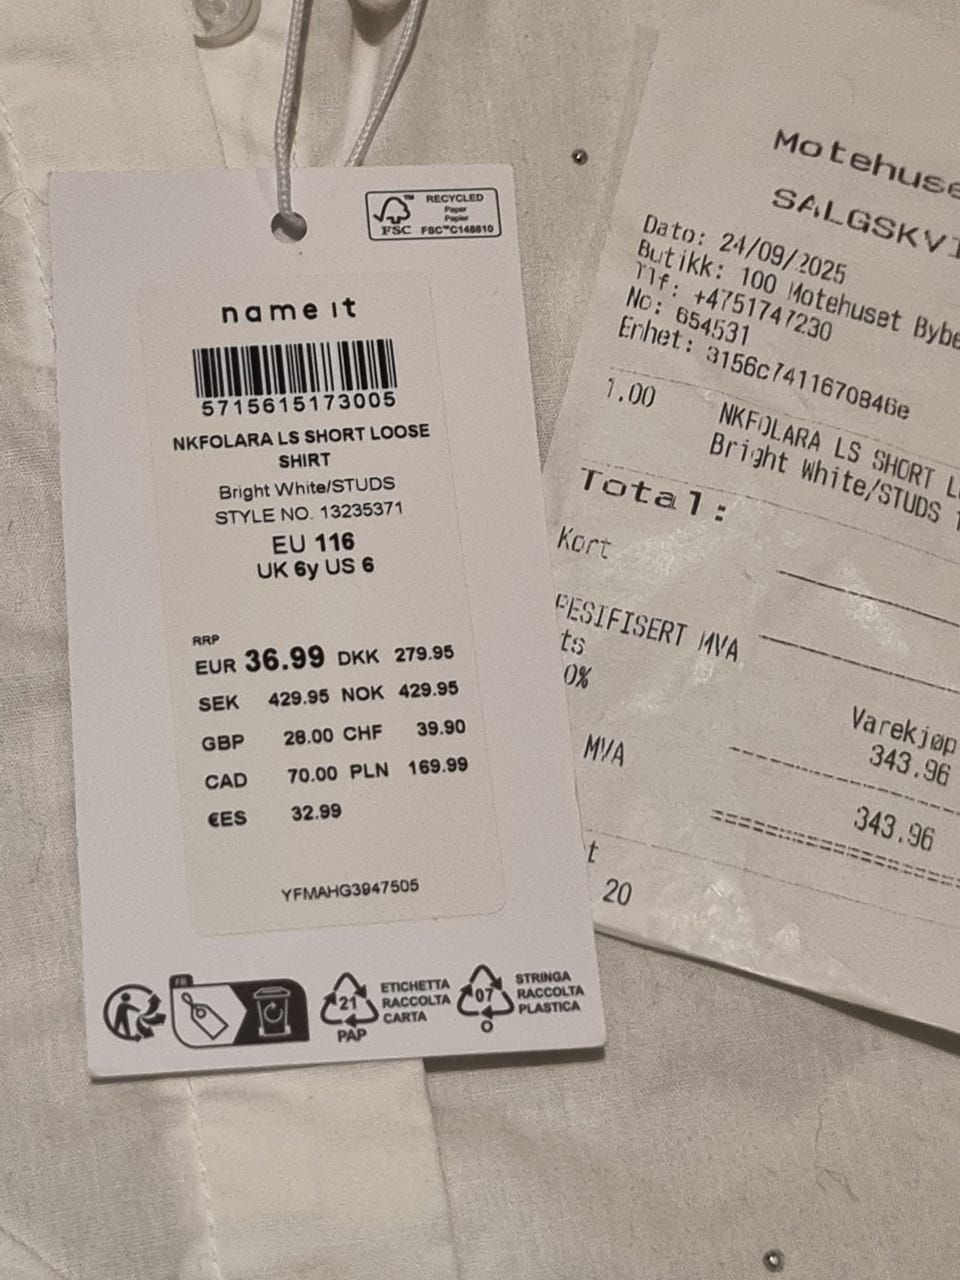 RECYCLED
Paper
Papier
FSC™ FSC™C148810
name it
5715615173005
NKFOLARA LS SHORT LOOSE
SHIRT
Bright White/STUDS
STYLE NO. 13235371
EU 116
UK 6y US 6
RRP
EUR 36.99 DKK 279.95
SEK 429.95 NOK 429.95
GBP 28.00 CHF 39.90
CAD 70.00 PLN 169.99
€ES 32.99
YFMAHG3947505
FR
21
PAP
ETICHETTA
RACCOLTA
CARTA
07
O
STRINGA
RACCOLTA
PLASTICA
Motehuse
SALGSKVI
Dato: 24/09/2025
Butikk: 100 Motehuset Bybe
Tlf: +4751747230
No: 654531
Enhet: 3156c7411670846e
1.00 NKFOLARA LS SHORT L
Bright White/STUDS 1
Total:
Kort
PESIFISERT MVA
ts
0%
Varekjøp
343.96
MVA
343.96
t
20